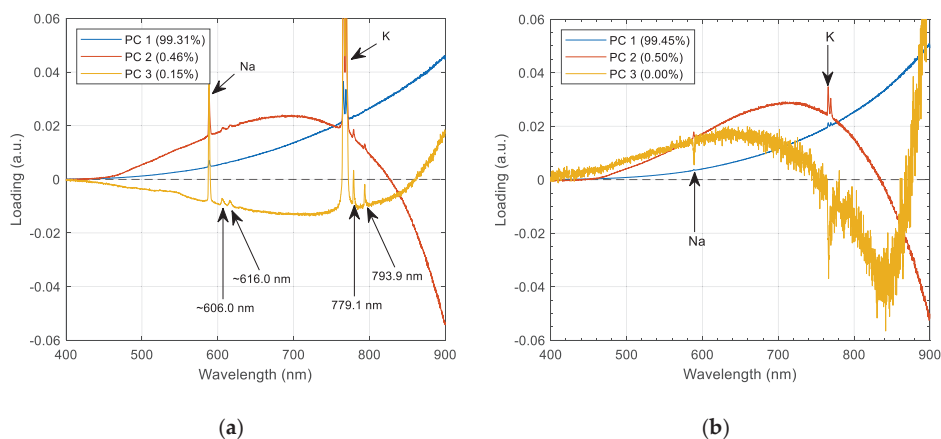 0.06
0.04
0.02
0
-0.02
-0.04
-0.06
Loading (a.u.)
PC 1 (99.31%)
PC 2 (0.46%)
PC 3 (0.15%)
Na
K
~606.0 nm
~616.0 nm
779.1 nm
793.9 nm
400 500 600 700 800 900
Wavelength (nm)
(a)
0.06
0.04
0.02
0
-0.02
-0.04
-0.06
Loading (a.u.)
PC 1 (99.45%)
PC 2 (0.50%)
PC 3 (0.00%)
K
Na
400 500 600 700 800 900
Wavelength (nm)
(b)